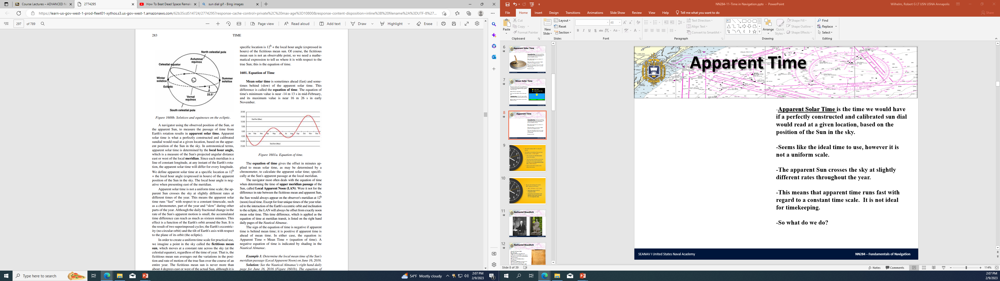 Course Lectures – ADVANCED NA
2774295
How To Beat Dead Space Remak
sun dial gif - Bing images
https://learn-us-gov-west-1-prod-fleet01-xythos.s3.us-gov-west-1.amazonaws.com/62b35cd514724/2774295?response-cache-control=private%2C%20max-age%3D10800&response-content-disposition=inline%3B%20filename%2A%3DUTF-8%27...
297 of 789
Page view
Read aloud
Add text
Draw
Highlight
Erase
283 TIME
North celestial pole
Autumnal
equinox
Celestial equator
Winter
solstice
Summer
solstice
Ecliptic
23.5°
Vernal
equinox
South celestial pole
Figure 1600b. Solstices and equinoxes on the ecliptic.
A navigator using the observed position of the Sun, or
the apparent Sun, to measure the passage of time from
Earth's rotation results in apparent solar time. Apparent
solar time is what a perfectly constructed and calibrated
sundial would read at a given location, based on the appar-
ent position of the Sun in the sky. In astronomical terms,
apparent solar time is determined by the local hour angle,
which is a measure of the Sun's projected angular distance
east or west of the local meridian. Since each meridian is a
line of constant longitude, at any instant of the Earth's rota-
tion, the apparent solar time will differ for every longitude.
We define apparent solar time at a specific location as 12h
+ the local hour angle (expressed in hours) of the apparent
position of the Sun in the sky. The local hour angle is neg-
ative when presenting east of the meridian.
Apparent solar time is not a uniform time scale; the ap-
parent Sun crosses the sky at slightly different rates at
different times of the year. This means the apparent solar
time runs “fast” with respect to a constant timescale, such
as a chronometer, part of the year and “slow” during other
parts of the year. Although the daily fractional change in the
rate of the Sun's apparent motion is small, the accumulated
time difference can reach as much as sixteen minutes. This
effect is a function of the Earth's orbit around the Sun. It is
the result of two superimposed cycles; the Earth's eccentric-
ity (no-circular orbit) and the tilt of Earth's axis with respect
to the plane of its orbit (the ecliptic).
In order to create a uniform time scale for practical use,
we imagine a point in the sky called the fictitious mean
sun, which moves at a constant rate across the sky (at the
celestial equator), regardless of the time of year. That is, the
fictitious mean sun averages out the variations in the posi-
tion and rate of motion of the true Sun over the course of an
entire year. The fictitious mean sun is never more than
about 4 degrees east or west of the actual Sun, although it is
specific location is 12h + the local hour angle (expressed in
hours) of the fictitious mean sun. Of course, the fictitious
mean sun is not an observable point, so we need a mathe-
matical expression to tell us where it is with respect to the
true Sun; this is the equation of time.
1601. Equation of Time
Mean solar time is sometimes ahead (fast) and some-
times behind (slow) of the apparent solar time. This
difference is called the equation of time. The equation of
time's minimum value is near -14 m 13 s in mid-February,
and its maximum value is near 16 m 26 s in early
November.
20.00
15.00
10.00
5.00
0.00
-5.00
-10.00
-15.00
Dial Fast (Mins)
Jan Feb Mar Apr May Jun Jly Aug Sep Oct Nov Dec
Dial Slow (Mins)
Figure 1601a. Equation of time.
The equation of time gives the offset in minutes ap-
plied to mean solar time, as may be determined by a
chronometer, to calculate the apparent solar time; specifi-
cally at the Sun's apparent passage at the local meridian.
The navigator most often deals with the equation of time
when determining the time of upper meridian passage of the
Sun, called Local Apparent Noon (LAN). Were it not for the
difference in rate between the fictitious mean and apparent Sun,
the Sun would always appear on the observer's meridian at 12h
(noon) local time. Except for four unique times of the year relat-
ed to the interaction of the Earth's eccentric orbit and inclination
to the ecliptic, the LAN will always be offset from exactly noon
mean solar time. This time difference, which is applied as the
equation of time at meridian transit, is listed on the right hand
daily pages of the Nautical Almanac.
The sign of the equation of time is negative if apparent
time is behind mean time; it is positive if apparent time is
ahead of mean time. In either case, the equation is:
Apparent Time = Mean Time + (equation of time). A
negative equation of time is indicated by shading in the
Nautical Almanac.
Example 1: Determine the local mean time of the Sun's
meridian passage (Local Apparent Noon) on June 16, 2016.
Solution: See the Nautical Almanac's right hand daily
page for June 16, 2016 (Figure 1601b). The equation of
Type here to search
54°F Mostly cloudy
2:07 PM
2/9/2023
NN284-11-Time in Navigation.pptx - PowerPoint
Wilhelm, Robert G LT USN USNA Annapolis
File Home Insert Design Transitions Animations Slide Show Review View Help Tell me what you want to do Share
Paste
Cut
Copy
Format Painter
Clipboard
New
Slide
Layout
Reset
Section
Slides
48
Font
Text Direction
Align Text
Convert to SmartArt
Paragraph
Arrange
Quick
Styles
Shape Fill
Shape Outline
Shape Effects
Drawing
Find
Replace
Select
Editing
6
Apparent Solar Time
7
Mean Solar Time
8
Apparent Time
9
10
11
Nathaniel Bowditch
12
Nathaniel Bowditch
Apparent Time
-Apparent Solar Time is the time we would have
if a perfectly constructed and calibrated sun dial
would read at a given location, based on the
position of the Sun in the sky.
-Seems like the ideal time to use, however it is
not a uniform scale.
-The apparent Sun crosses the sky at slightly
different rates throughout the year.
-This means that apparent time runs fast with
regard to a constant time scale. It is not ideal
for timekeeping.
-So what do we do?
SEANAV I United States Naval Academy
NN284 – Fundamentals of Navigation
Slide 8 of 39
Notes
Comments
114%
2:07 PM
2/9/2023